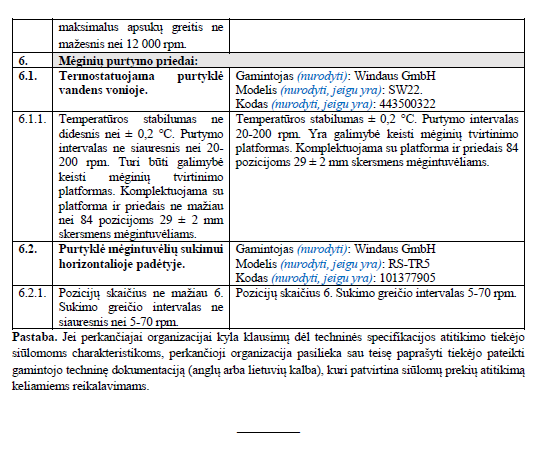 maksimalus apsukų greitis ne
mažesnis nei 12 000 rpm.
6. Mėginių purtymo priedai:
6.1. Termostatuojama purtyklė
vandens vonioje.
Gamintojas (nurodyti): Windaus GmbH
Modelis (nurodyti, jeigu yra): SW22.
Kodas (nurodyti, jeigu yra): 443500322
6.1.1. Temperatūros stabilumas ne
didesnis nei ± 0,2 °C. Purtymo
intervalas ne siauresnis nei 20-
200 rpm. Turi būti galimybė
keisti mėginių tvirtinimo
platformas. Komplektuojama su
platforma ir priedais ne mažiau
nei 84 pozicijoms 29 ± 2 mm
skersmens mėgintuvėliams.
Temperatūros stabilumas ± 0,2 °C. Purtymo intervalas
20-200 rpm. Yra galimybė keisti mėginių tvirtinimo
platformas. Komplektuojama su platforma ir priedais 84
pozicijoms 29 ± 2 mm skersmens mėgintuvėliams.
6.2. Purtyklė mėgintuvėlių sukimui
horizontalioje padėtyje.
Gamintojas (nurodyti): Windaus GmbH
Modelis (nurodyti, jeigu yra): RS-TR5
Kodas (nurodyti, jeigu yra): 101377905
6.2.1. Pozicijų skaičius ne mažiau 6.
Sukimo greičio intervalas ne
siauresnis nei 5-70 rpm.
Pozicijų skaičius 6. Sukimo greičio intervalas 5-70 rpm.
Pastaba. Jei perkančiajai organizacijai kyla klausimų dėl techninės specifikacijos atitikimo tiekėjo
siūlomoms charakteristikoms, perkančioji organizacija pasilieka sau teisę paprašyti tiekėjo pateikti
gamintojo techninę dokumentaciją (anglų arba lietuvių kalba), kuri patvirtina siūlomų prekių atitikimą
keliamiems reikalavimams.